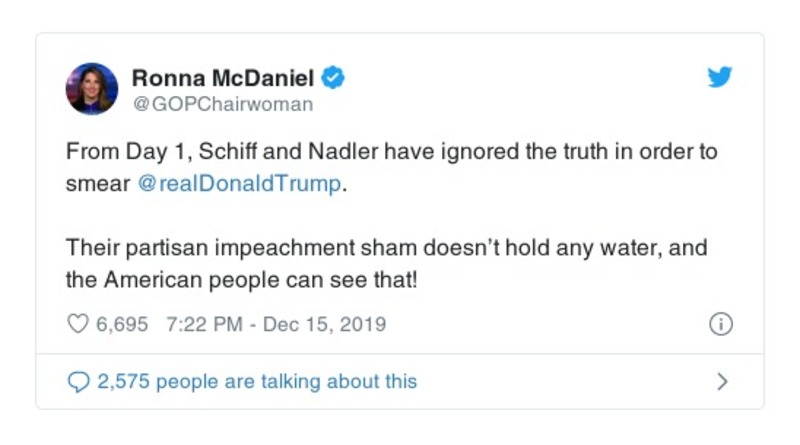 Ronna McDaniel
@GOPChairwoman
From Day 1, Schiff and Nadler have ignored the truth in order to
smear @realDonaldTrump.
Their partisan impeachment sham doesn’t hold any water, and
the American people can see that!
6,695 7:22 PM - Dec 15, 2019
2,575 people are talking about this